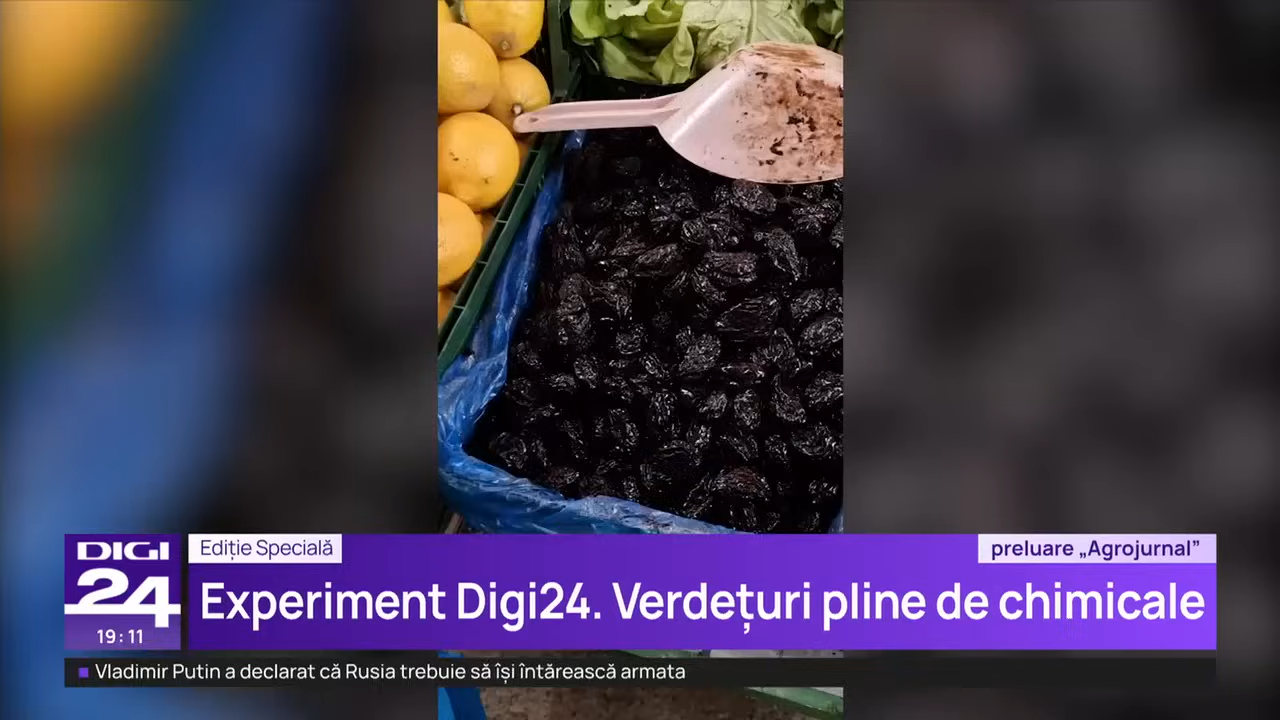 DIGI
24
19:11
Ediție Specială
preluare „Agrojurnal”
Experiment Digi24. Verdețuri pline de chimicale
Vladimir Putin a declarat că Rusia trebuie să își întărească armata